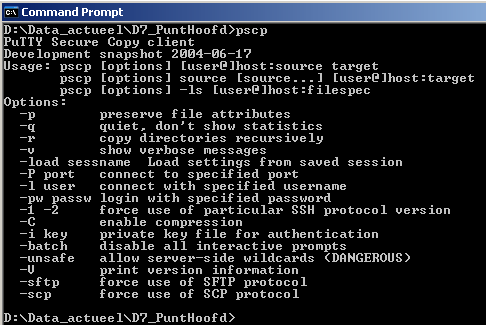 Command Prompt
D:\Data_actueel\D7_PuntHoofd>pscp
PuTTY Secure Copy client
Development snapshot 2004-06-17
Usage: pscp [options] [user@]host:source target
       pscp [options] source [source...] [user@]host:target
       pscp [options] -ls [user@]host:filespec
Options:
  -p        preserve file attributes
  -q        quiet, don't show statistics
  -r        copy directories recursively
  -v        show verbose messages
  -load sessname  Load settings from saved session
  -P port   connect to specified port
  -l user   connect with specified username
  -pw passw login with specified password
  -1 -2     force use of particular SSH protocol version
  -C        enable compression
  -i key    private key file for authentication
  -batch    disable all interactive prompts
  -unsafe   allow server-side wildcards (DANGEROUS)
  -V        print version information
  -sftp     force use of SFTP protocol
  -scp      force use of SCP protocol
D:\Data_actueel\D7_PuntHoofd>